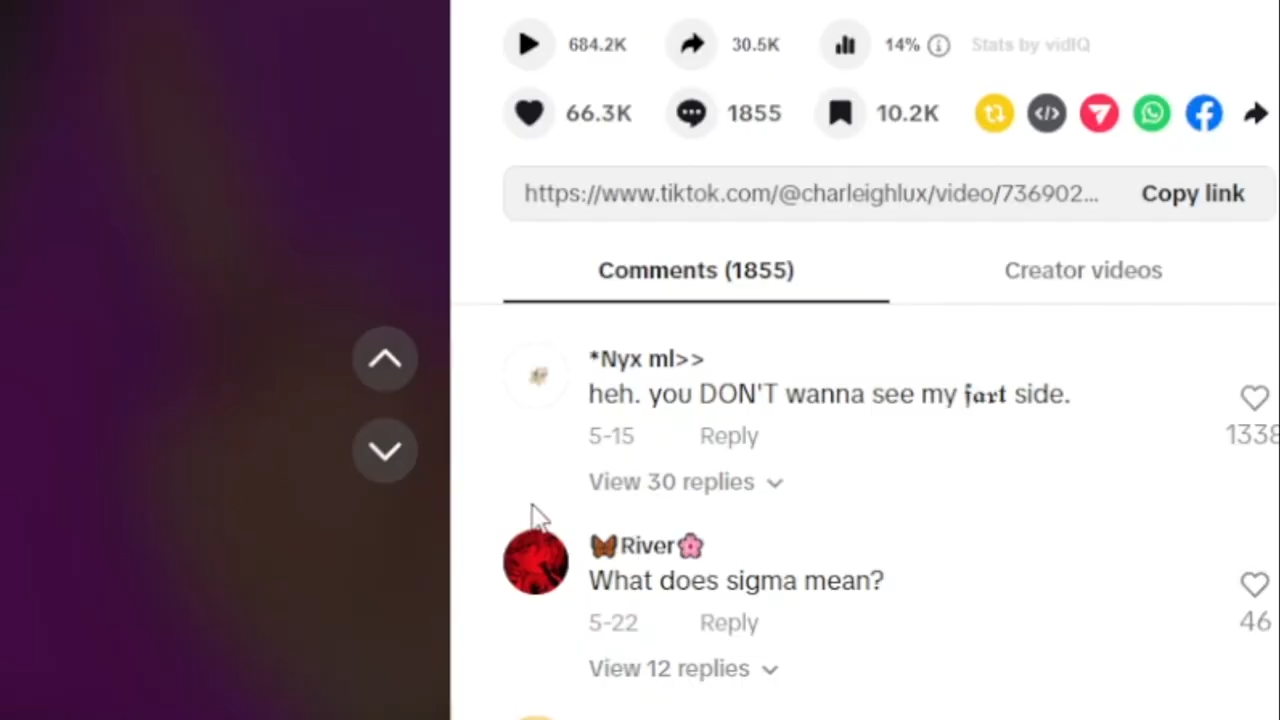 684.2K 30.5K 14% Stats by vidIQ
66.3K 1855 10.2K
https://www.tiktok.com/@charleighlux/video/736902... Copy link
Comments (1855) Creator videos
*Nyx ml>>
heh. you DON'T wanna see my 𝖋𝖆𝖗𝖙 side.
5-15 Reply 1338
View 30 replies
🦋River🌸
What does sigma mean?
5-22 Reply 46
View 12 replies